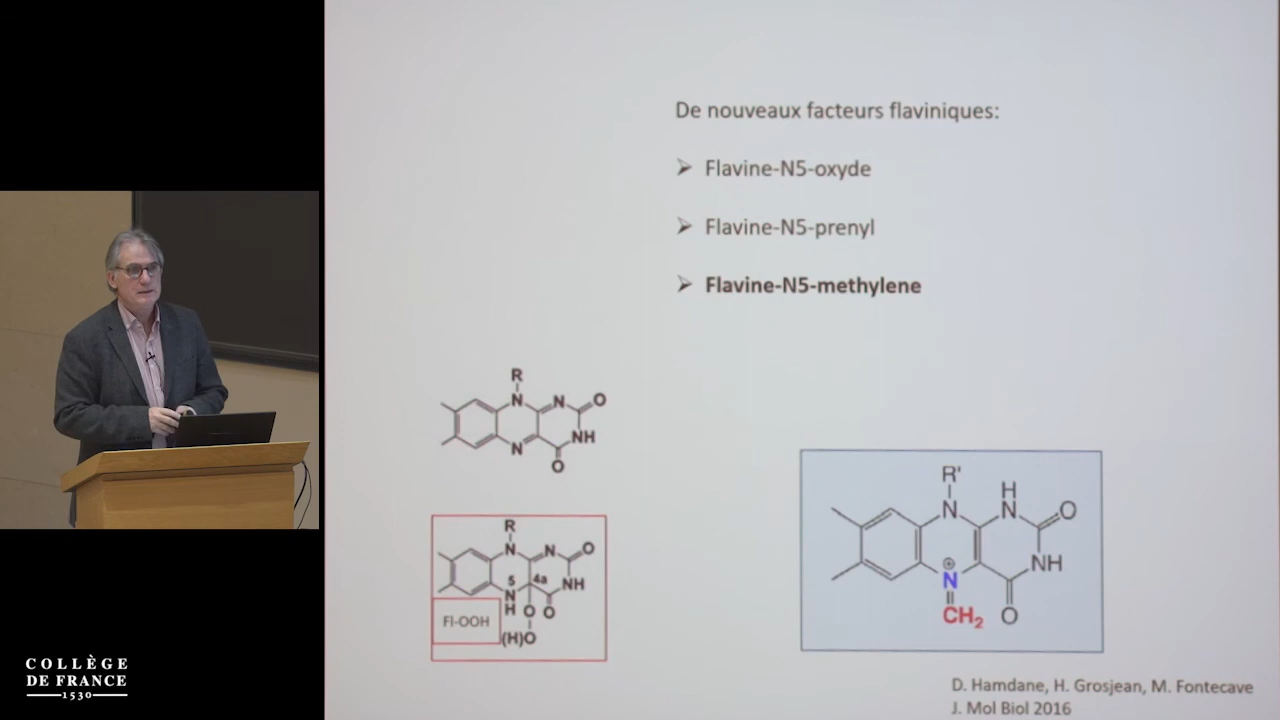 De nouveaux facteurs flaviniques:
Flavine-N5-oxyde
Flavine-N5-prenyl
Flavine-N5-methylene
R
N
N
O
N
NH
O
R
N
N
O
5
4a
NH
N
H
O
O
Fl-OOH
(H)O
R'
H
N
N
O
N
NH
CH2
O
D. Hamdane, H. Grosjean, M. Fontecave
J. Mol Biol 2016
COLLÈGE
DE FRANCE
1530